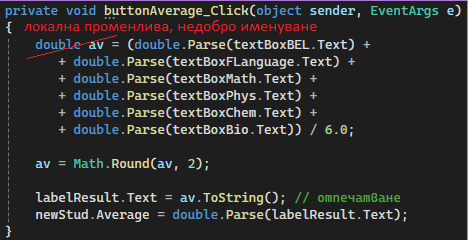 private void buttonAverage_Click(object sender, EventArgs e)
{ локална променлива, недобро именуване
double av = (double.Parse(textBoxBEL.Text) +
+ double.Parse(textBoxFLanguage.Text) +
+ double.Parse(textBoxMath.Text) +
+ double.Parse(textBoxPhys.Text) +
+ double.Parse(textBoxChem.Text) +
+ double.Parse(textBoxBio.Text)) / 6.0;
av = Math.Round(av, 2);
labelResult.Text = av.ToString(); // отпечатване
newStud.Average = double.Parse(labelResult.Text);
}